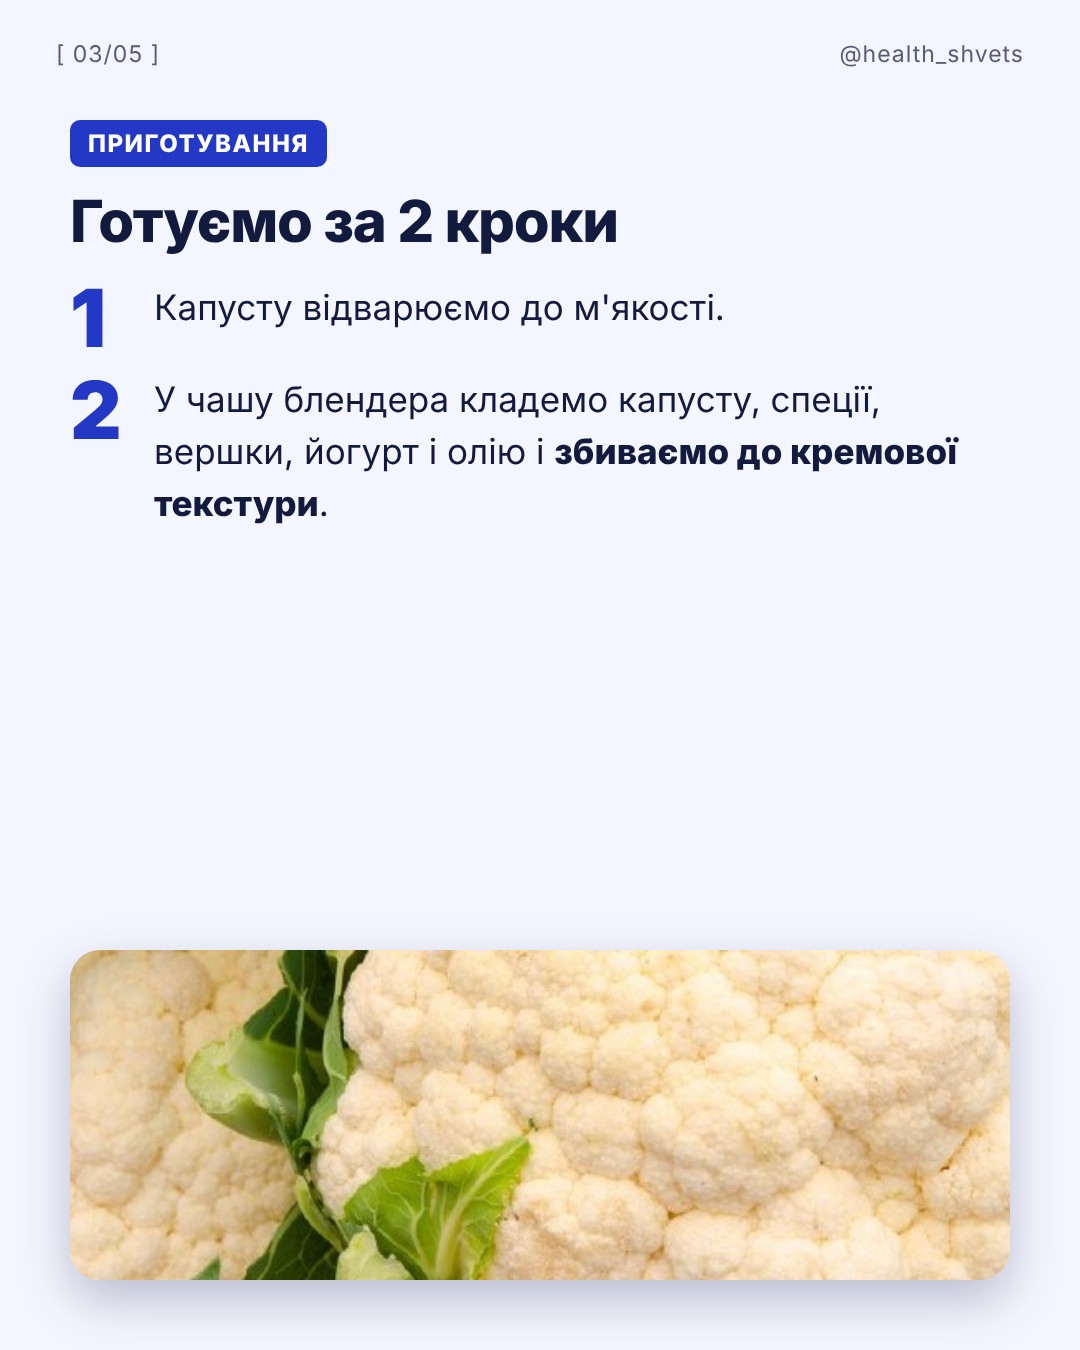 [ 03/05 ]
@health_shvets
ПРИГОТУВАННЯ
Готуємо за 2 кроки
1
Капусту відварюємо до м'якості.
2
У чашу блендера кладемо капусту, спеції,
вершки, йогурт і олію і збиваємо до кремової
текстури.